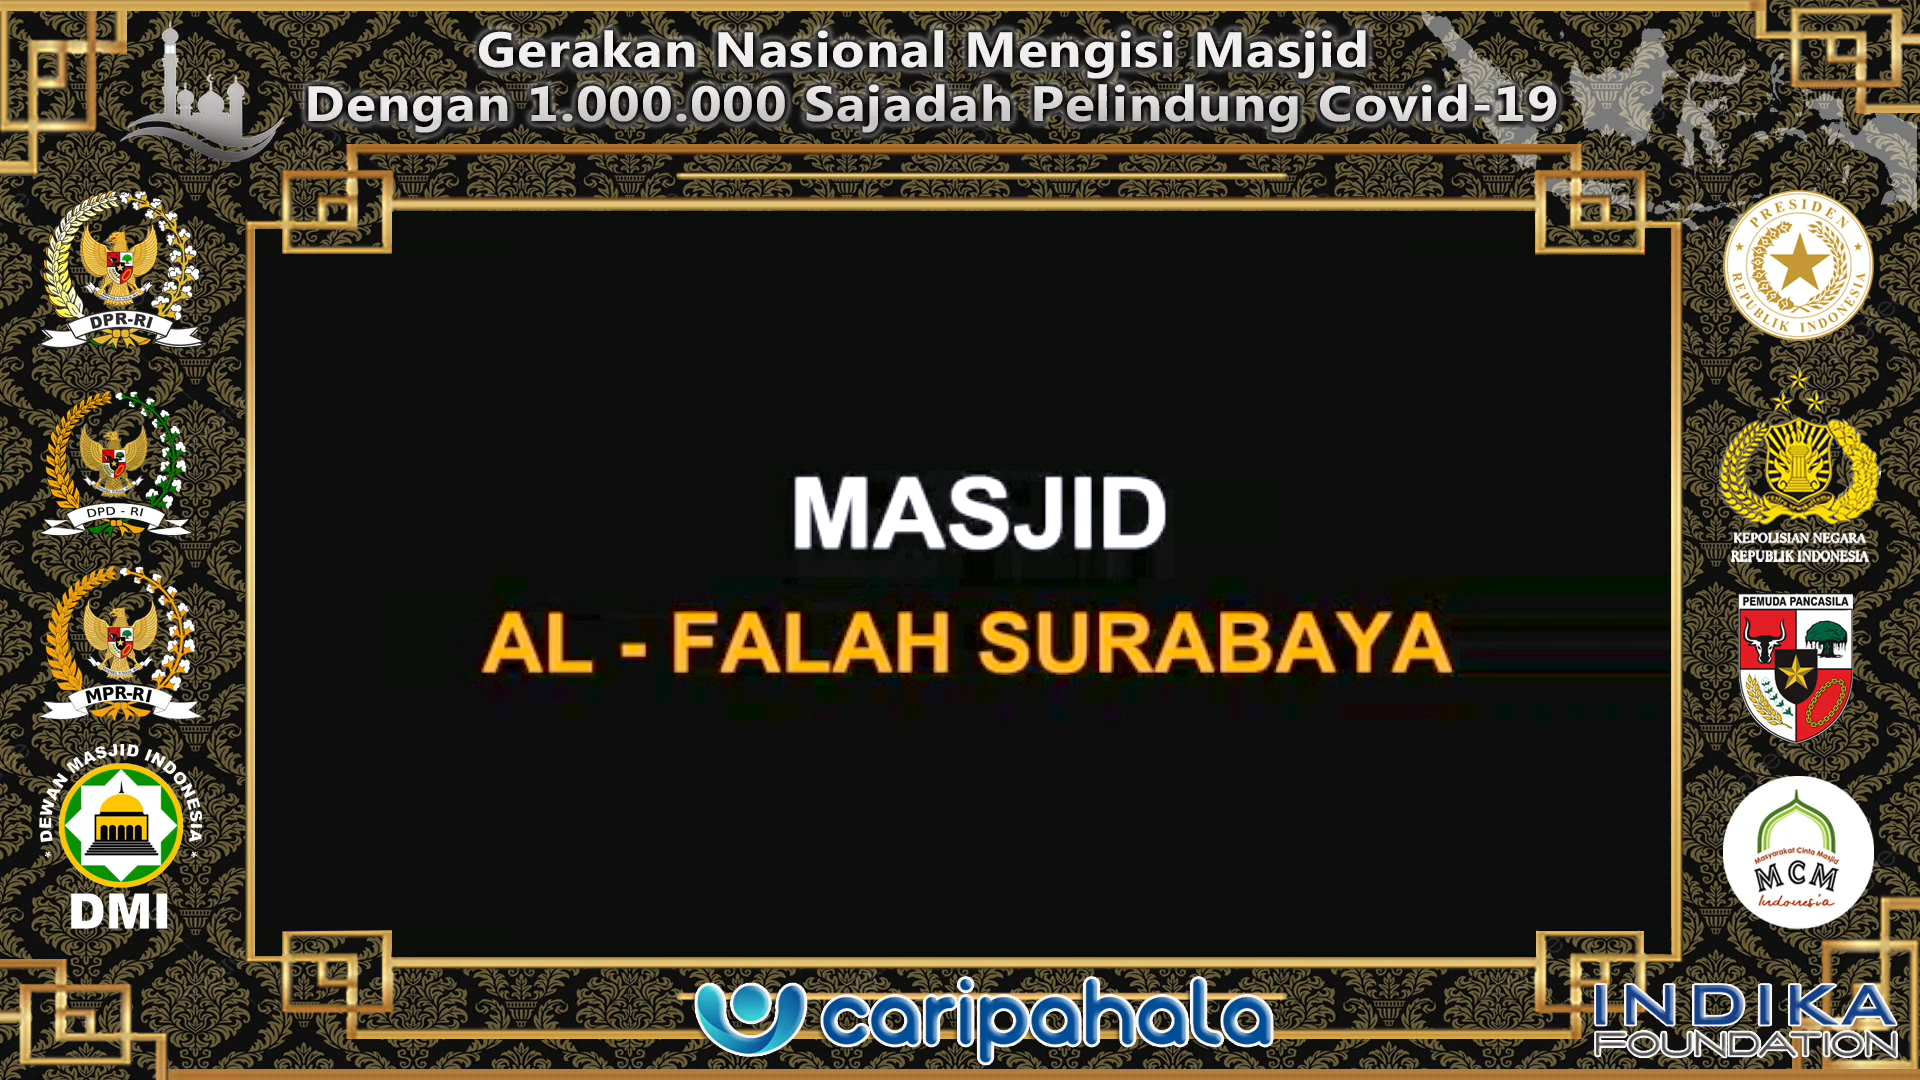 Gerakan Nasional Mengisi Masjid
Dengan 1.000.000 Sajadah Pelindung Covid-19
DPR-RI
DPD - RI
MPR-RI
* DEWAN MASJID INDONESIA *
DMI
MASJID
AL - FALAH SURABAYA
PRESIDEN
REPUBLIK INDONESIA
KEPOLISIAN NEGARA
REPUBLIK INDONESIA
PEMUDA PANCASILA
Masyarakat Cinta Masjid
MCM
Indonesia
caripahala
INDIKA
FOUNDATION